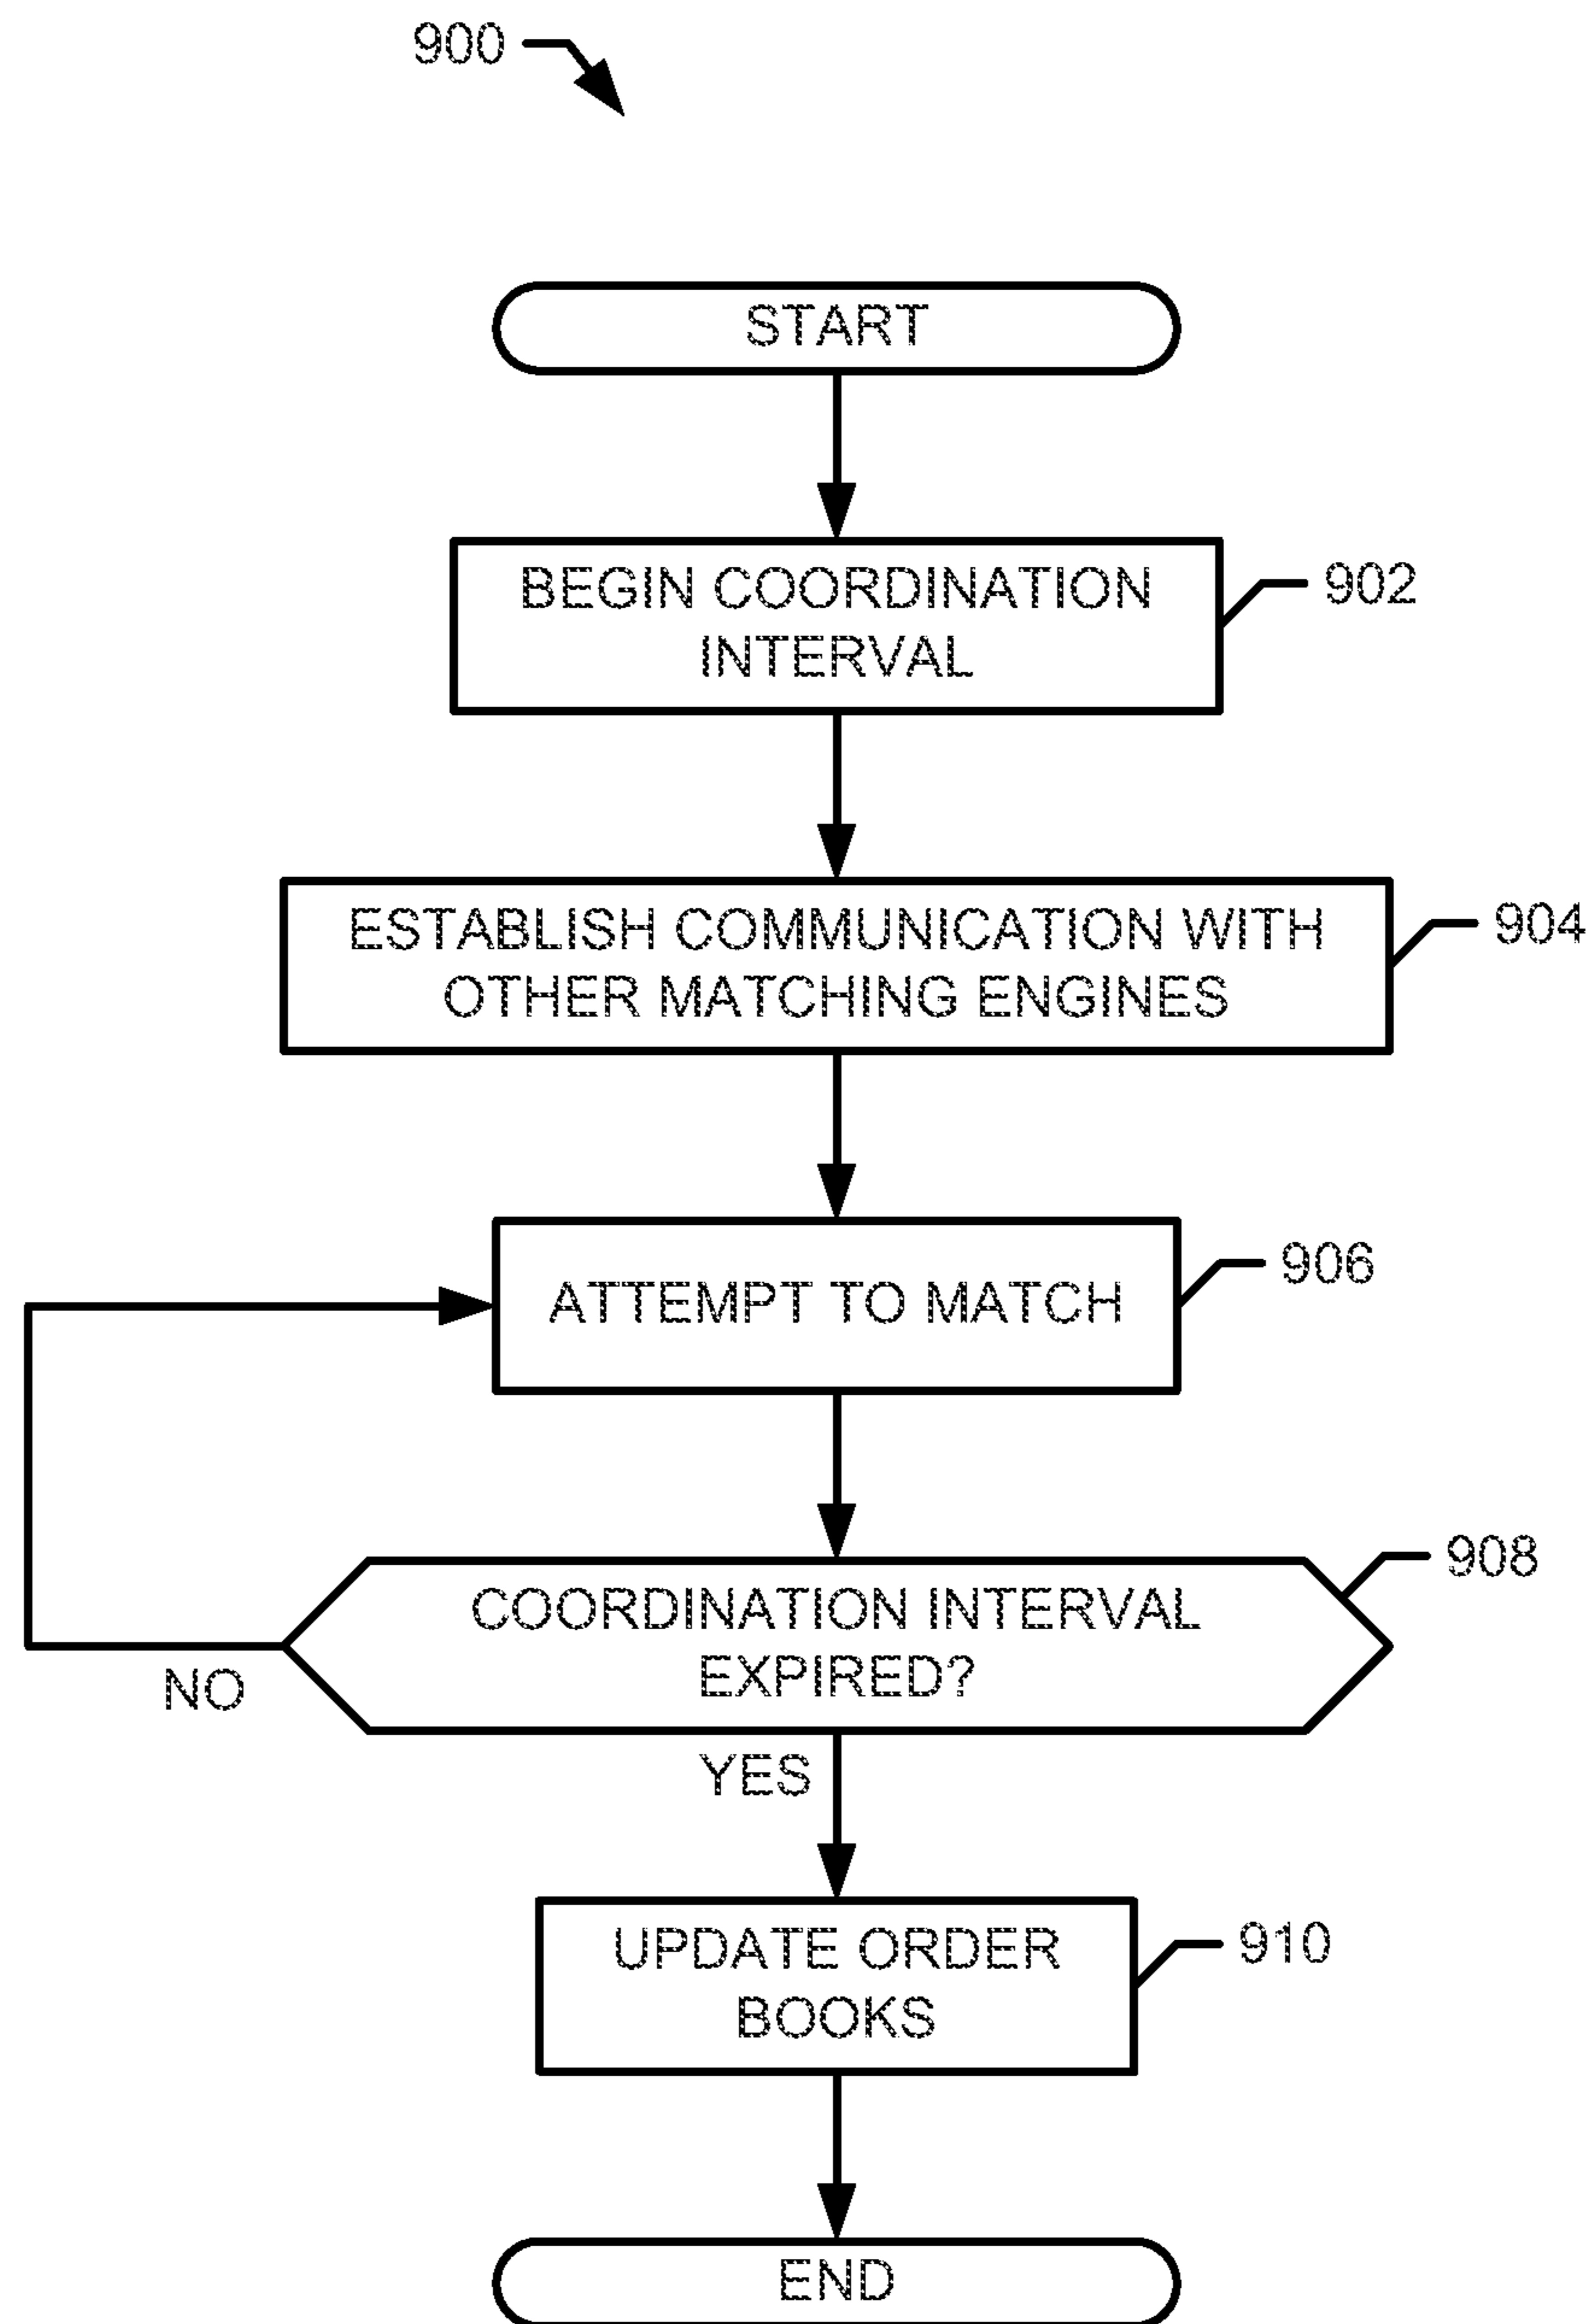 900
START
BEGIN COORDINATION
INTERVAL
902
ESTABLISH COMMUNICATION WITH
OTHER MATCHING ENGINES
904
ATTEMPT TO MATCH
906
COORDINATION INTERVAL
EXPIRED?
908
NO
YES
UPDATE ORDER
BOOKS
910
END